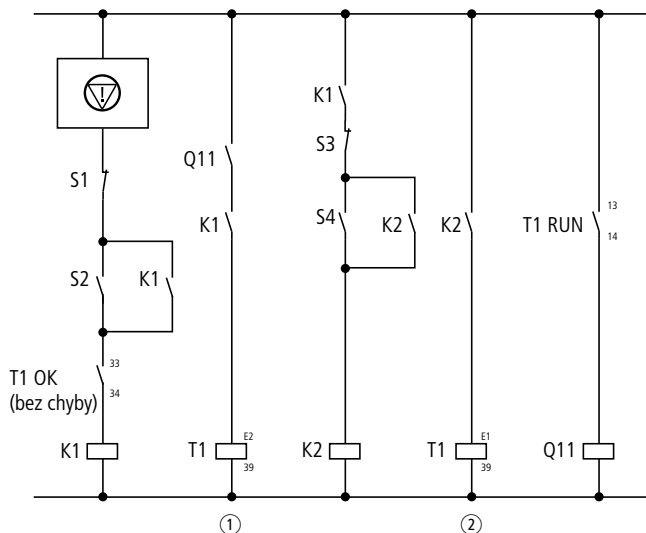 !
S1
S2
K1
T1 OK
(bez chyby)
33
34
K1
Q11
K1
T1
E2
39
K1
S3
S4
K2
K2
K2
T1
E1
39
T1 RUN
13
14
Q11
1
2